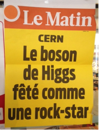 Le Matin
CERN
Le boson
de Higgs
fêté comme
une rock-star